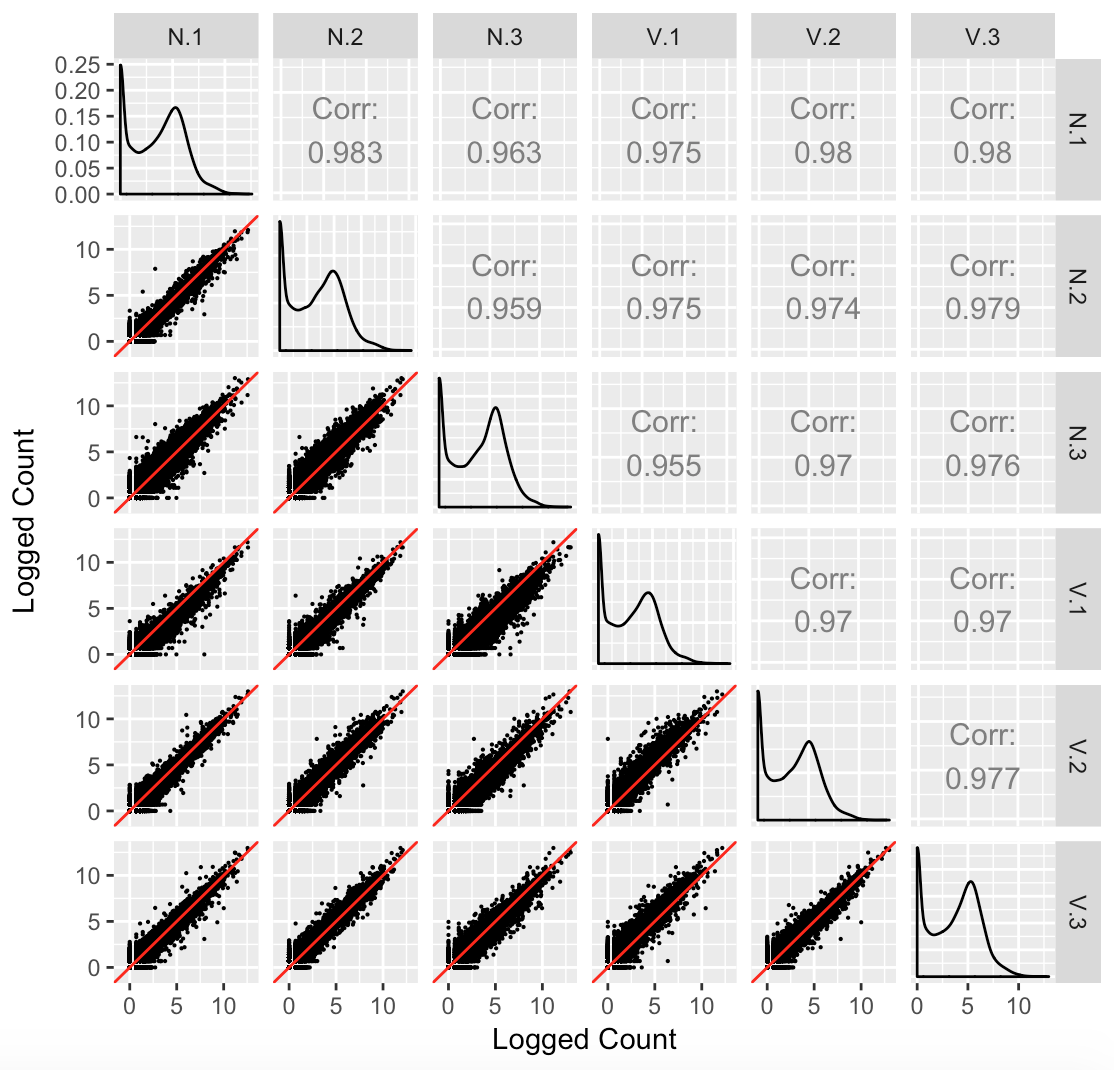 N.1 N.2 N.3 V.1 V.2 V.3
0.25
0.20
0.15
0.10
0.05
0.00
Corr: Corr: Corr: Corr: Corr:
0.983 0.963 0.975 0.98 0.98
N.1
10
5
0
Corr: Corr: Corr: Corr:
0.959 0.975 0.974 0.979
N.2
10
5
0
Corr: Corr: Corr:
0.955 0.97 0.976
N.3
10
5
0
Corr: Corr:
0.97 0.97
V.1
10
5
0
Corr:
0.977
V.2
10
5
0
V.3
0 5 10 0 5 10 0 5 10 0 5 10 0 5 10 0 5 10
Logged Count
Logged Count